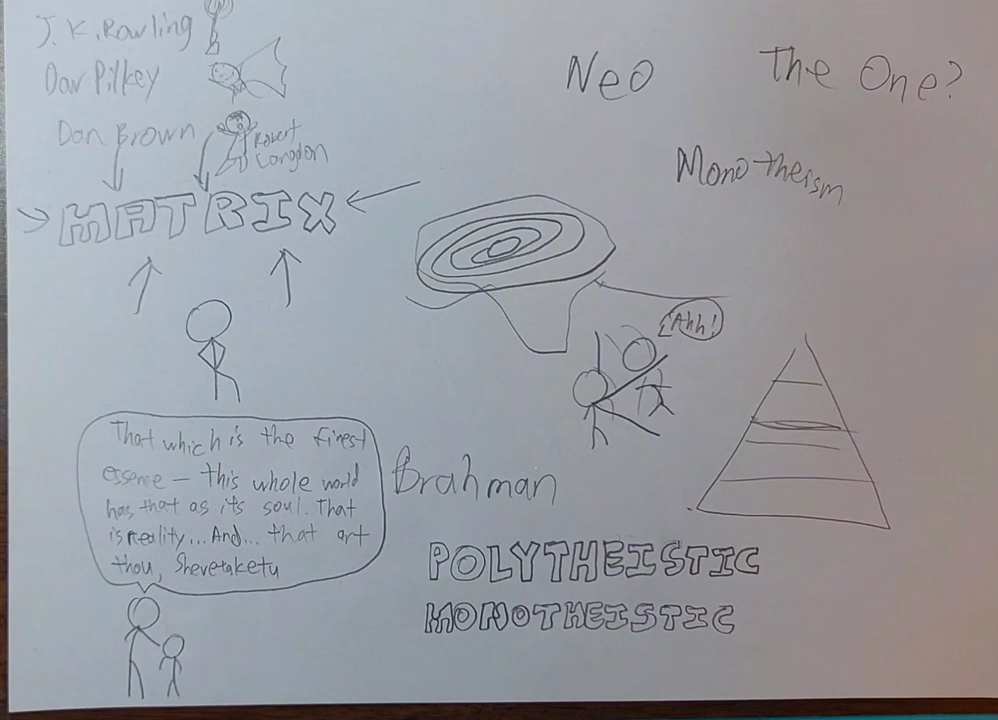 J.K.Rowling
Dav Pilkey
Dan Brown
Robert
Langdon
MATRIX
Neo
The One?
Monotheism
Ahh!
That which is the finest
essene — this whole world
has that as its soul. That
is reality... And... that art
thou, Shevetaketu
Brahman
POLYTHEISTIC
MONOTHEISTIC